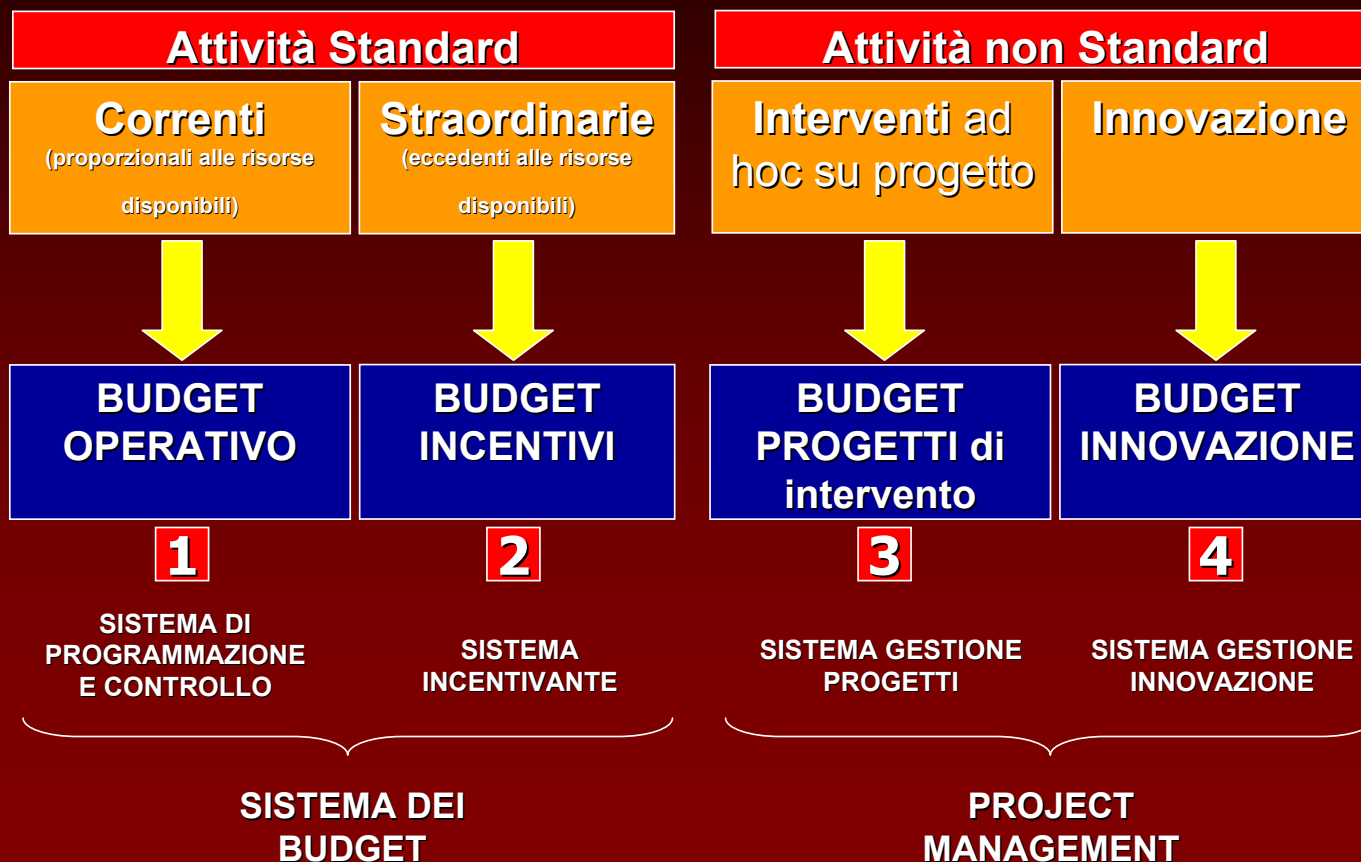 Attività Standard
Attività non Standard
Correnti
(proporzionali alle risorse
disponibili)
Straordinarie
(eccedenti alle risorse
disponibili)
Interventi ad
hoc su progetto
Innovazione
BUDGET
OPERATIVO
BUDGET
INCENTIVI
BUDGET
PROGETTI di
intervento
BUDGET
INNOVAZIONE
1
2
3
4
SISTEMA DI
PROGRAMMAZIONE
E CONTROLLO
SISTEMA
INCENTIVANTE
SISTEMA GESTIONE
PROGETTI
SISTEMA GESTIONE
INNOVAZIONE
SISTEMA DEI
BUDGET
PROJECT
MANAGEMENT